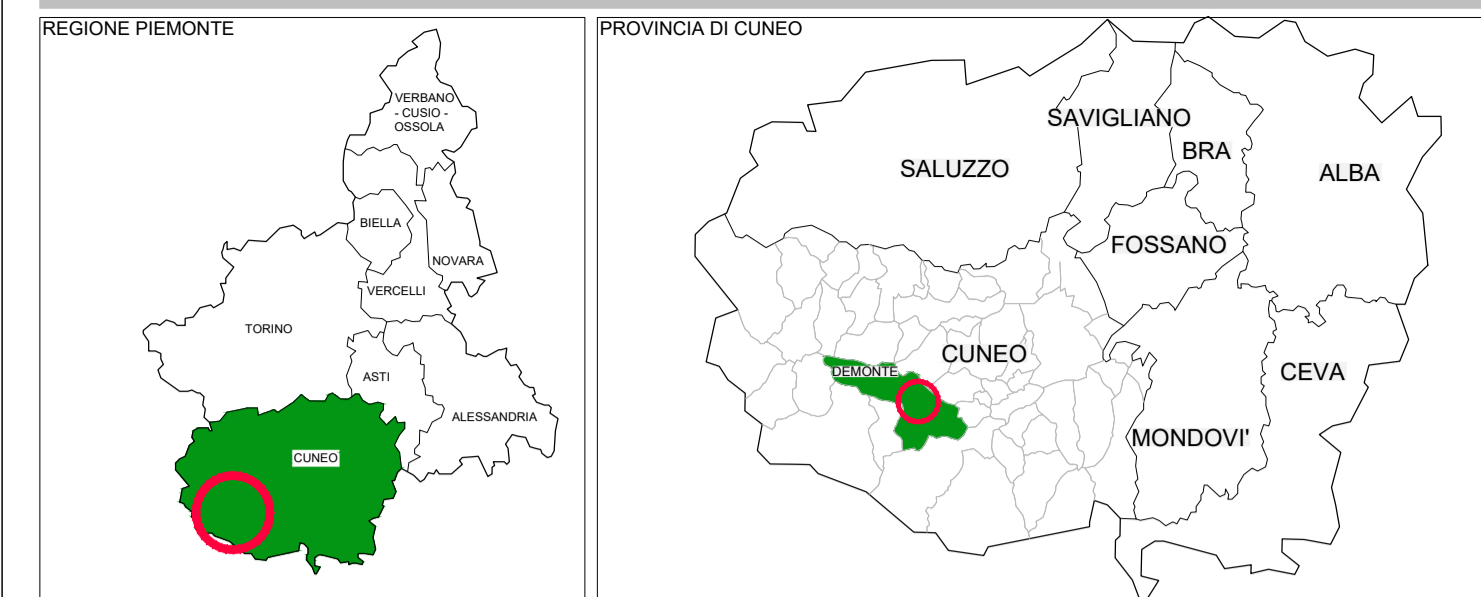 REGIONE PIEMONTE
VERBANO
- CUSIO -
OSSOLA
BIELLA
NOVARA
VERCELLI
TORINO
ASTI
ALESSANDRIA
CUNEO
PROVINCIA DI CUNEO
SAVIGLIANO
BRA
SALUZZO
ALBA
FOSSANO
CUNEO
DEMONTE
CEVA
MONDOVI'